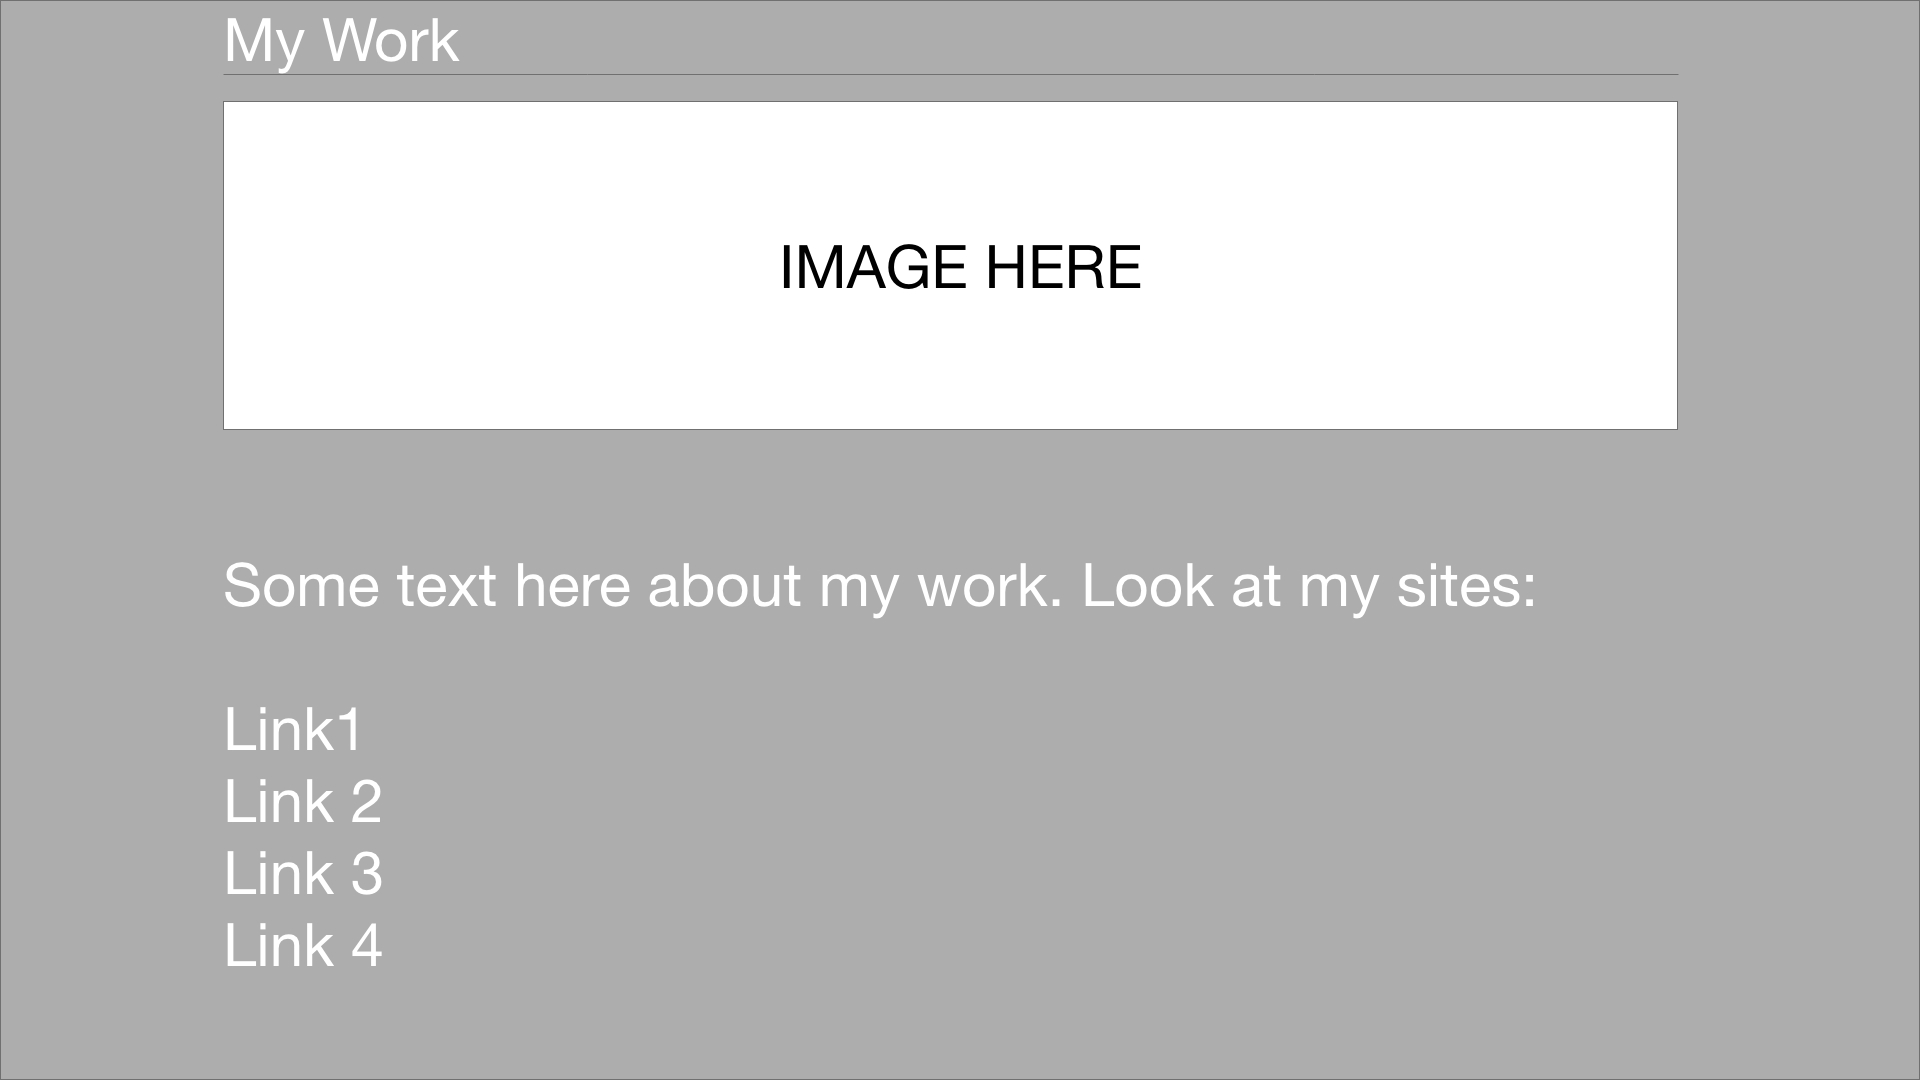 My Work
IMAGE HERE
Some text here about my work. Look at my sites:
Link1
Link 2
Link 3
Link 4